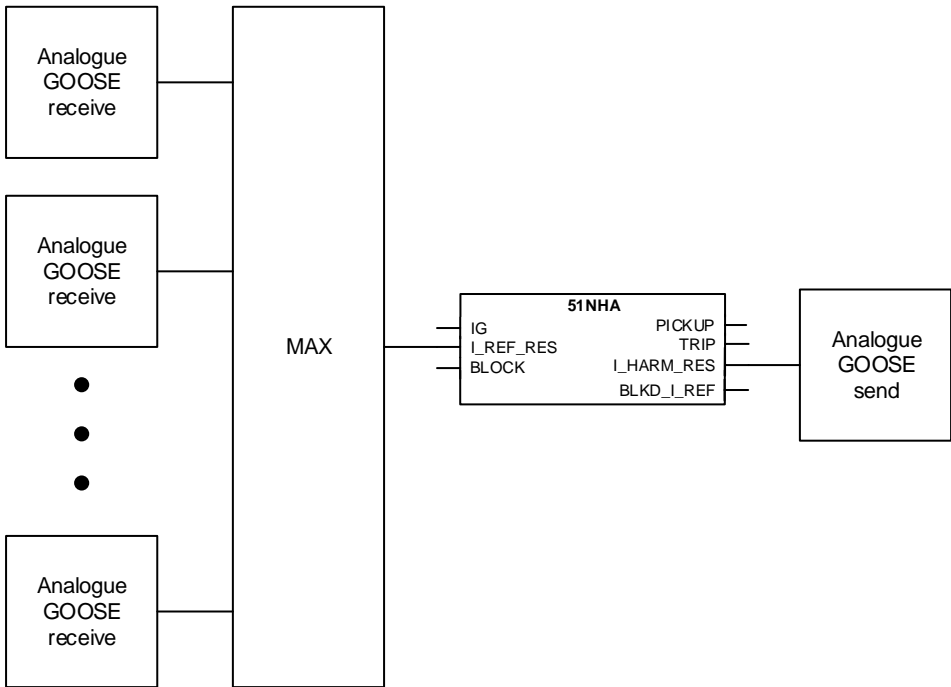 Analogue
GOOSE
receive
Analogue
GOOSE
receive
Analogue
GOOSE
receive
MAX
51NHA
IG
I_REF_RES
BLOCK
PICKUP
TRIP
I_HARM_RES
BLKD_I_REF
Analogue
GOOSE
send